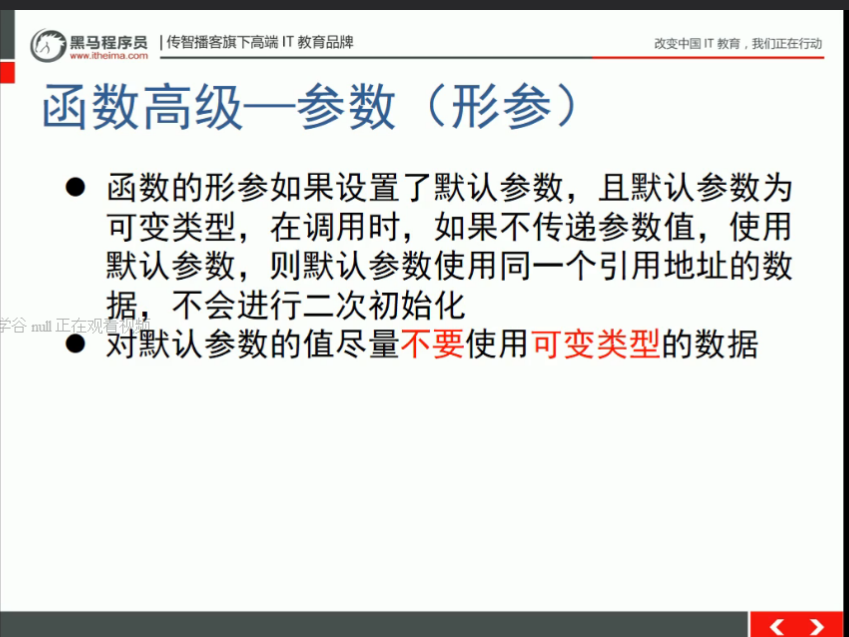 黑马程序员 | 传智播客旗下高端 IT 教育品牌
www.itheima.com
改变中国 IT 教育，我们正在行动
函数高级—参数（形参）
● 函数的形参如果设置了默认参数，且默认参数为
可变类型，在调用时，如果不传递参数值，使用
默认参数，则默认参数使用同一个引用地址的数
据，不会进行二次初始化
学谷 null 正在观看视频
● 对默认参数的值尽量不要使用可变类型的数据